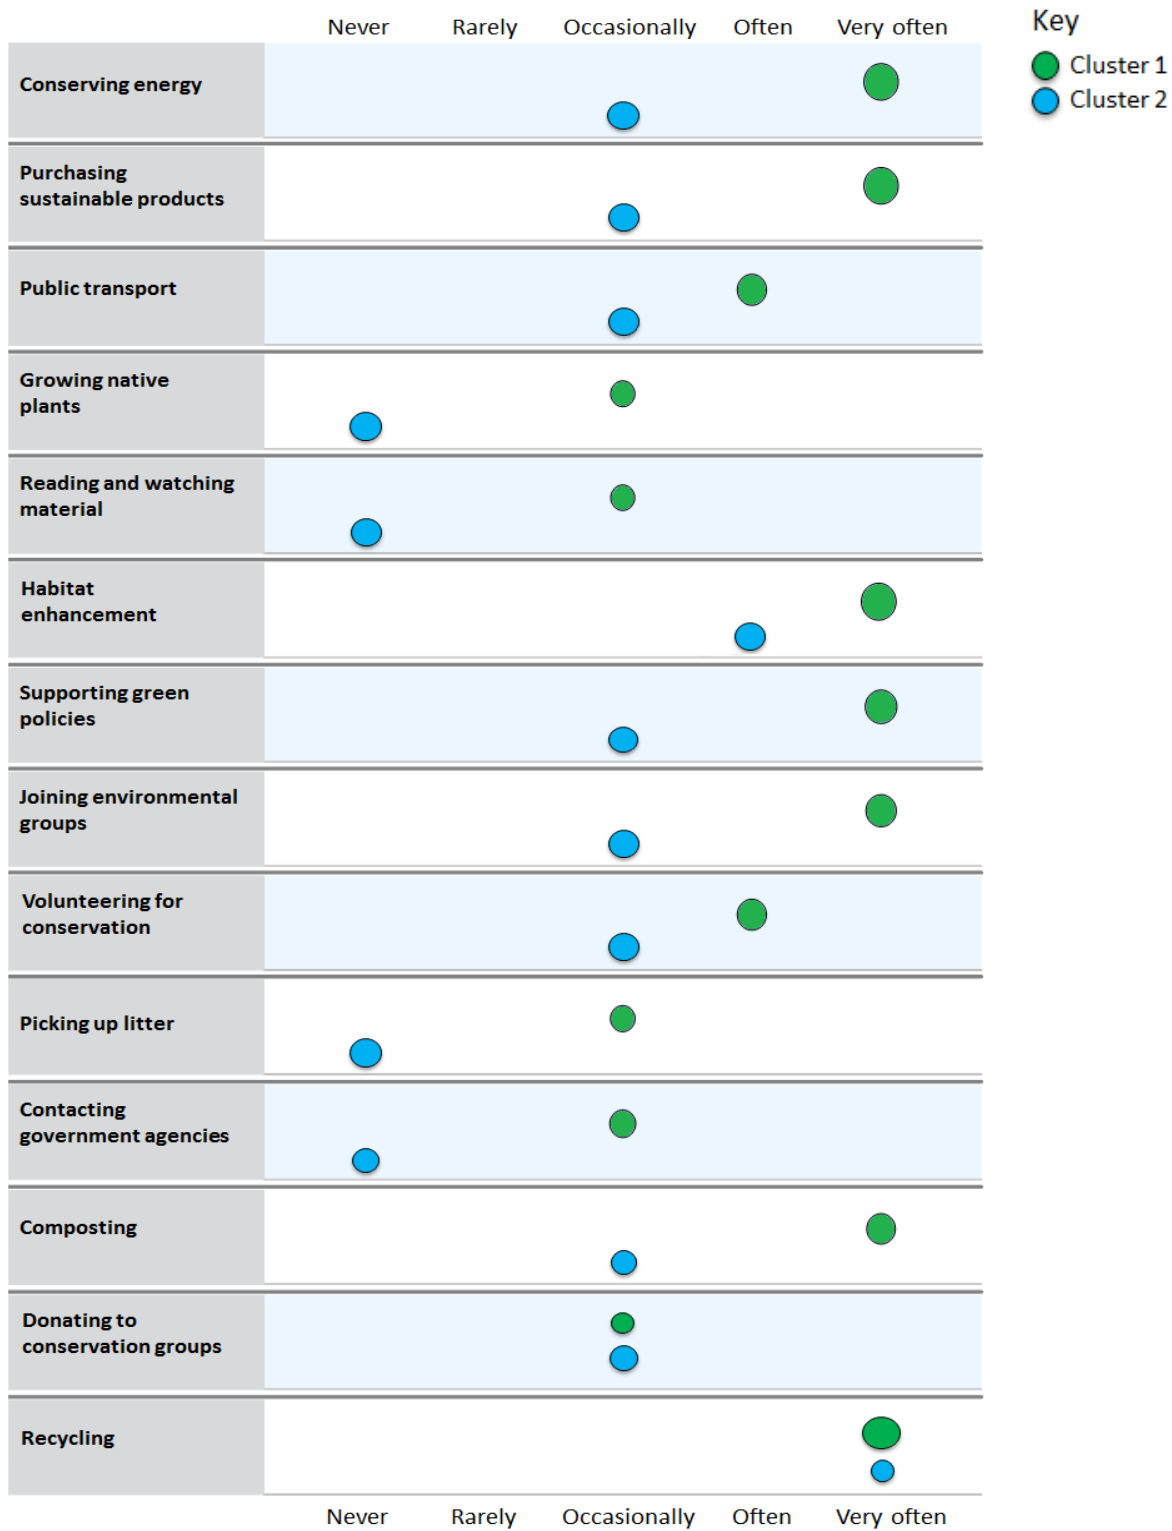 Never Rarely Occasionally Often Very often
Key
Cluster 1
Cluster 2
Conserving energy
Purchasing
sustainable products
Public transport
Growing native
plants
Reading and watching
material
Habitat
enhancement
Supporting green
policies
Joining environmental
groups
Volunteering for
conservation
Picking up litter
Contacting
government agencies
Composting
Donating to
conservation groups
Recycling
Never Rarely Occasionally Often Very often